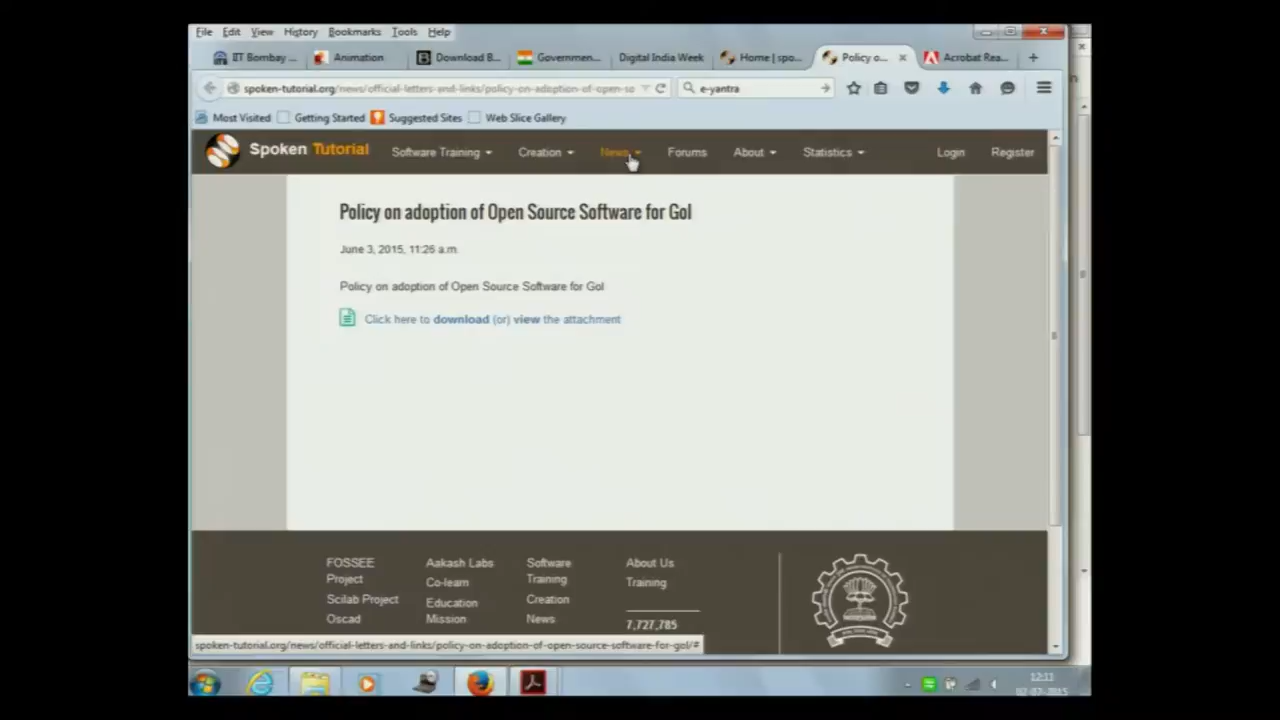 File Edit View History Bookmarks Tools Help
IIT Bombay ... Animation Download B... Governmen... Digital India Week Home | spo... Policy o... Acrobat Rea...
spoken-tutorial.org/news/official-letters-and-links/policy-on-adoption-of-open-so e-yantra
Most Visited Getting Started Suggested Sites Web Slice Gallery
Spoken Tutorial Software Training Creation News Forums About Statistics Login Register
Policy on adoption of Open Source Software for GoI
June 3, 2015, 11:26 a.m.
Policy on adoption of Open Source Software for GoI
Click here to download (or) view the attachment
FOSSEE Project
Scilab Project
Oscad
Aakash Labs
Co-learn
Education Mission
Software Training
Creation
News
About Us
Training
7,727,785
spoken-tutorial.org/news/official-letters-and-links/policy-on-adoption-of-open-source-software-for-goi/#
12:11
02-07-2015